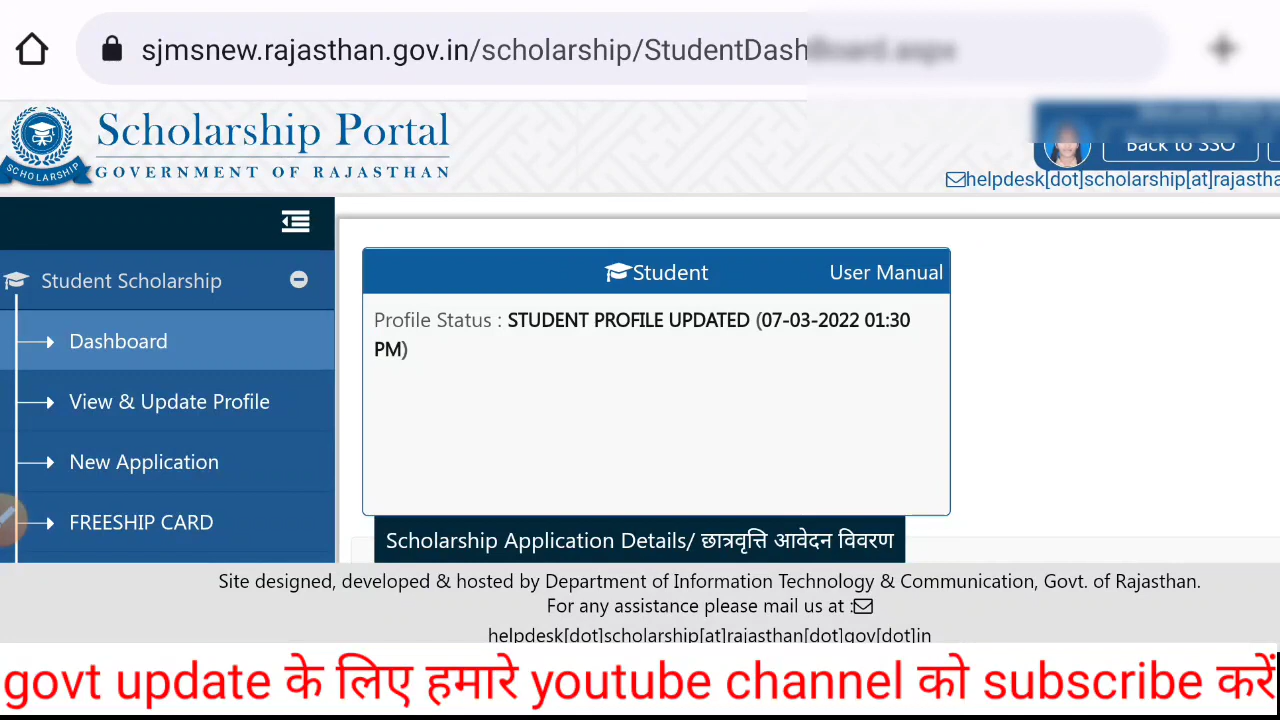 sjmsnew.rajasthan.gov.in/scholarship/StudentDashBoard.aspx
Scholarship Portal
GOVERNMENT OF RAJASTHAN
SCHOLARSHIP
Back to SSO
helpdesk[dot]scholarship[at]rajastha
Student Scholarship
Dashboard
View & Update Profile
New Application
FREESHIP CARD
Student User Manual
Profile Status : STUDENT PROFILE UPDATED (07-03-2022 01:30
PM)
Scholarship Application Details/ छात्रवृत्ति आवेदन विवरण
Site designed, developed & hosted by Department of Information Technology & Communication, Govt. of Rajasthan.
For any assistance please mail us at :
helpdesk[dot]scholarship[at]rajasthan[dot]gov[dot]in
govt update के लिए हमारे youtube channel को subscribe करें